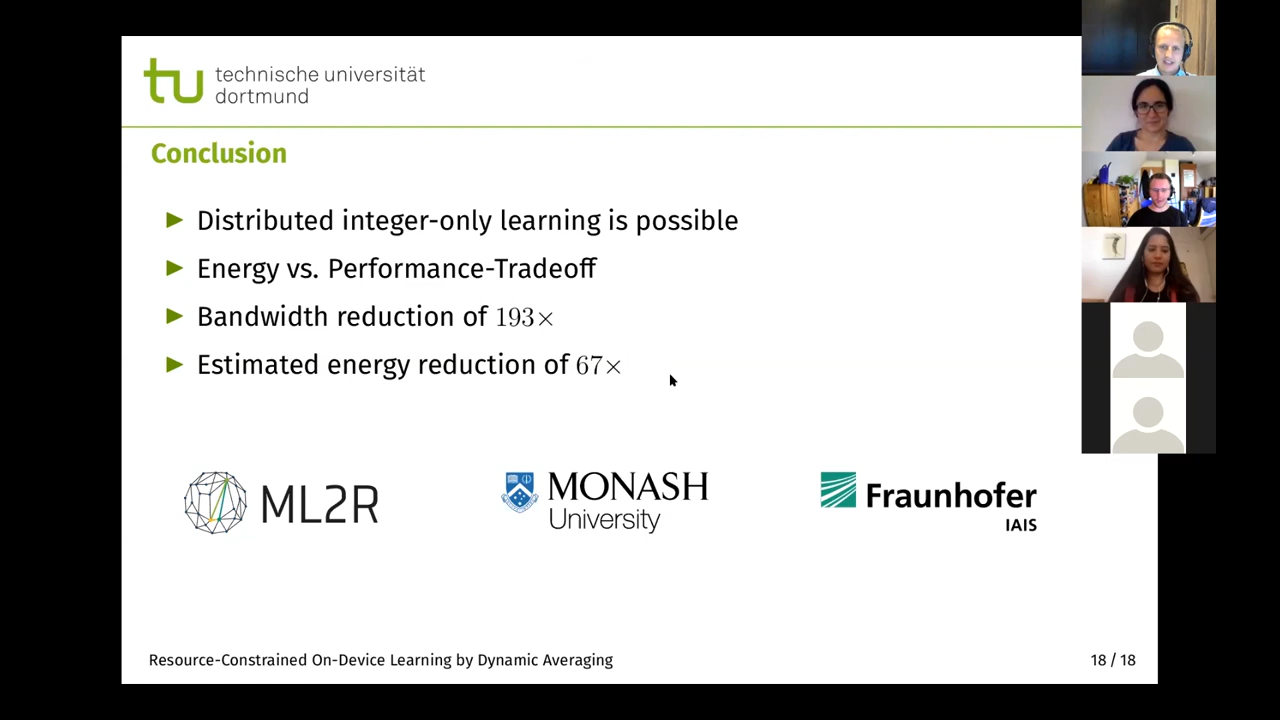 technische universität
dortmund
Conclusion
▶ Distributed integer-only learning is possible
▶ Energy vs. Performance-Tradeoff
▶ Bandwidth reduction of 193×
▶ Estimated energy reduction of 67×
ML2R
MONASH
University
Fraunhofer
IAIS
Resource-Constrained On-Device Learning by Dynamic Averaging
18 / 18